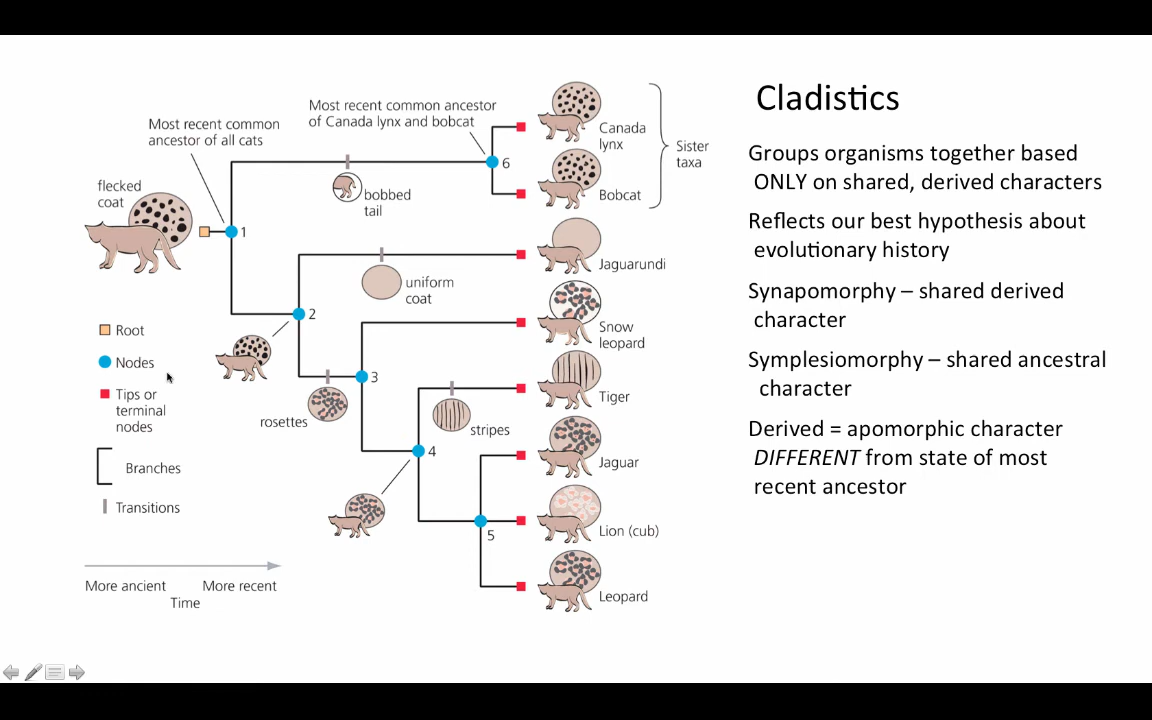 Cladistics
Most recent common
ancestor of all cats
Most recent common ancestor
of Canada lynx and bobcat
flecked
coat
1
6
bobbed
tail
Canada
lynx
Bobcat
Sister
taxa
2
uniform
coat
Jaguarundi
Snow
leopard
3
rosettes
stripes
Tiger
4
Jaguar
5
Lion (cub)
Leopard
Root
Nodes
Tips or
terminal
nodes
Branches
Transitions
More ancient
More recent
Time
Groups organisms together based
ONLY on shared, derived characters
Reflects our best hypothesis about
evolutionary history
Synapomorphy – shared derived
character
Symplesiomorphy – shared ancestral
character
Derived = apomorphic character
DIFFERENT from state of most
recent ancestor